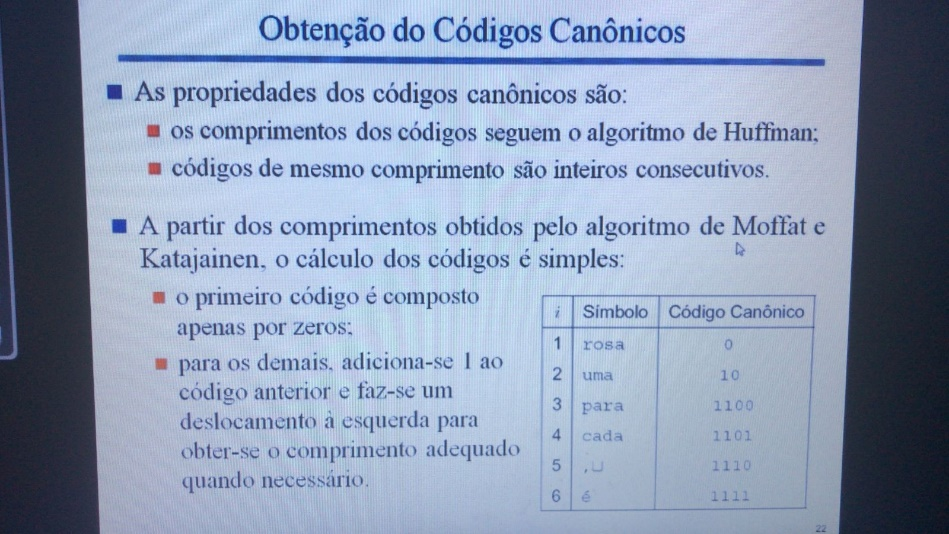 Obtenção do Códigos Canônicos
As propriedades dos códigos canônicos são:
os comprimentos dos códigos seguem o algoritmo de Huffman;
códigos de mesmo comprimento são inteiros consecutivos.
A partir dos comprimentos obtidos pelo algoritmo de Moffat e
Katajainen, o cálculo dos códigos é simples:
o primeiro código é composto
apenas por zeros;
para os demais, adiciona-se 1 ao
código anterior e faz-se um
deslocamento à esquerda para
obter-se o comprimento adequado
quando necessário.
i Símbolo Código Canônico
1 rosa 0
2 uma 10
3 para 1100
4 cada 1101
5 ,⊔ 1110
6 é 1111
22